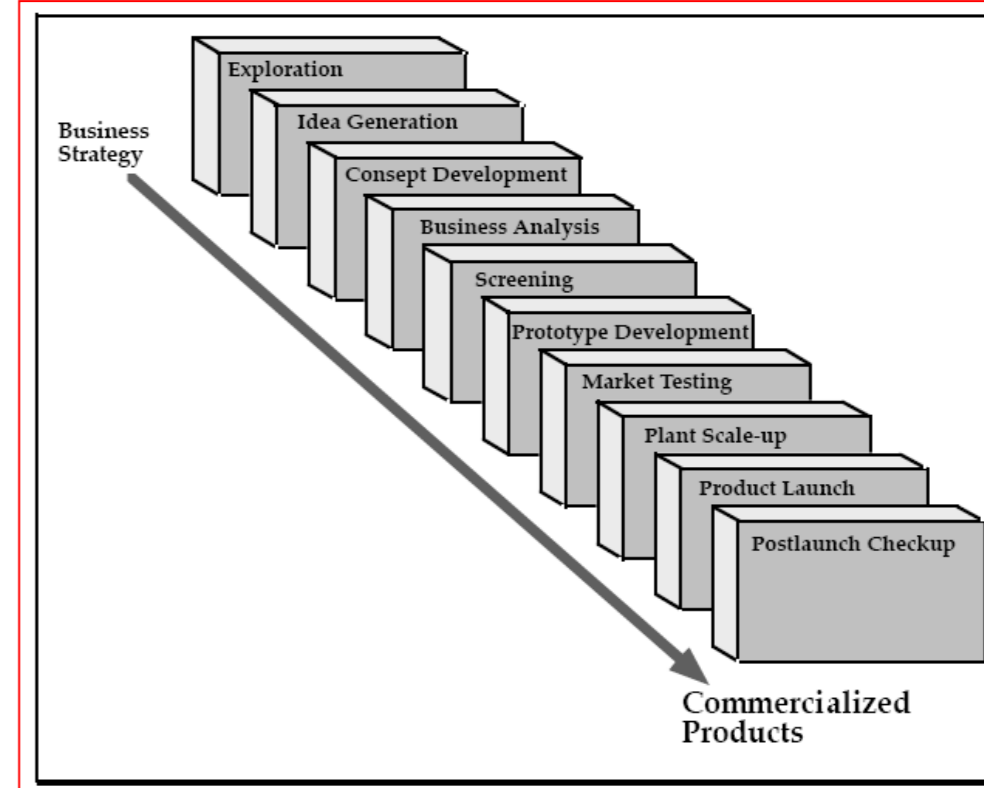 Exploration
Idea Generation
Business
Strategy
Consept Development
Business Analysis
Screening
Prototype Development
Market Testing
Plant Scale-up
Product Launch
Postlaunch Checkup
Commercialized
Products